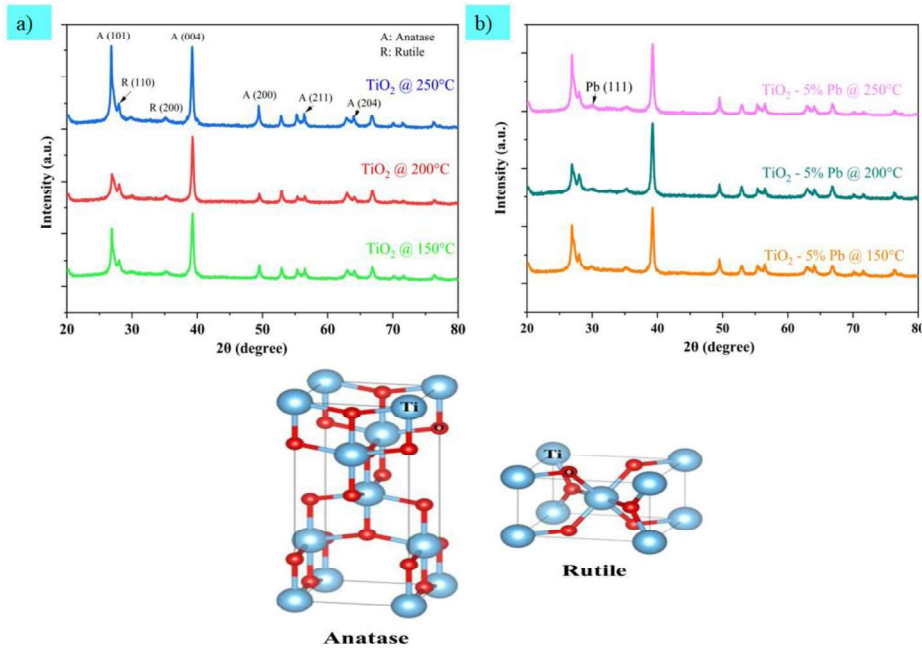 a)
A (101)
A (004)
A: Anatase
R: Rutile
R (110)
R (200)
A (200)
A (211)
A (204)
TiO₂ @ 250°C
TiO₂ @ 200°C
TiO₂ @ 150°C
Intensity (a.u.)
20 30 40 50 60 70 80
2θ (degree)
b)
Pb (111)
TiO₂ - 5% Pb @ 250°C
TiO₂ - 5% Pb @ 200°C
TiO₂ - 5% Pb @ 150°C
Intensity (a.u.)
20 30 40 50 60 70 80
2θ (degree)
Ti
O
Anatase
Ti
O
Rutile